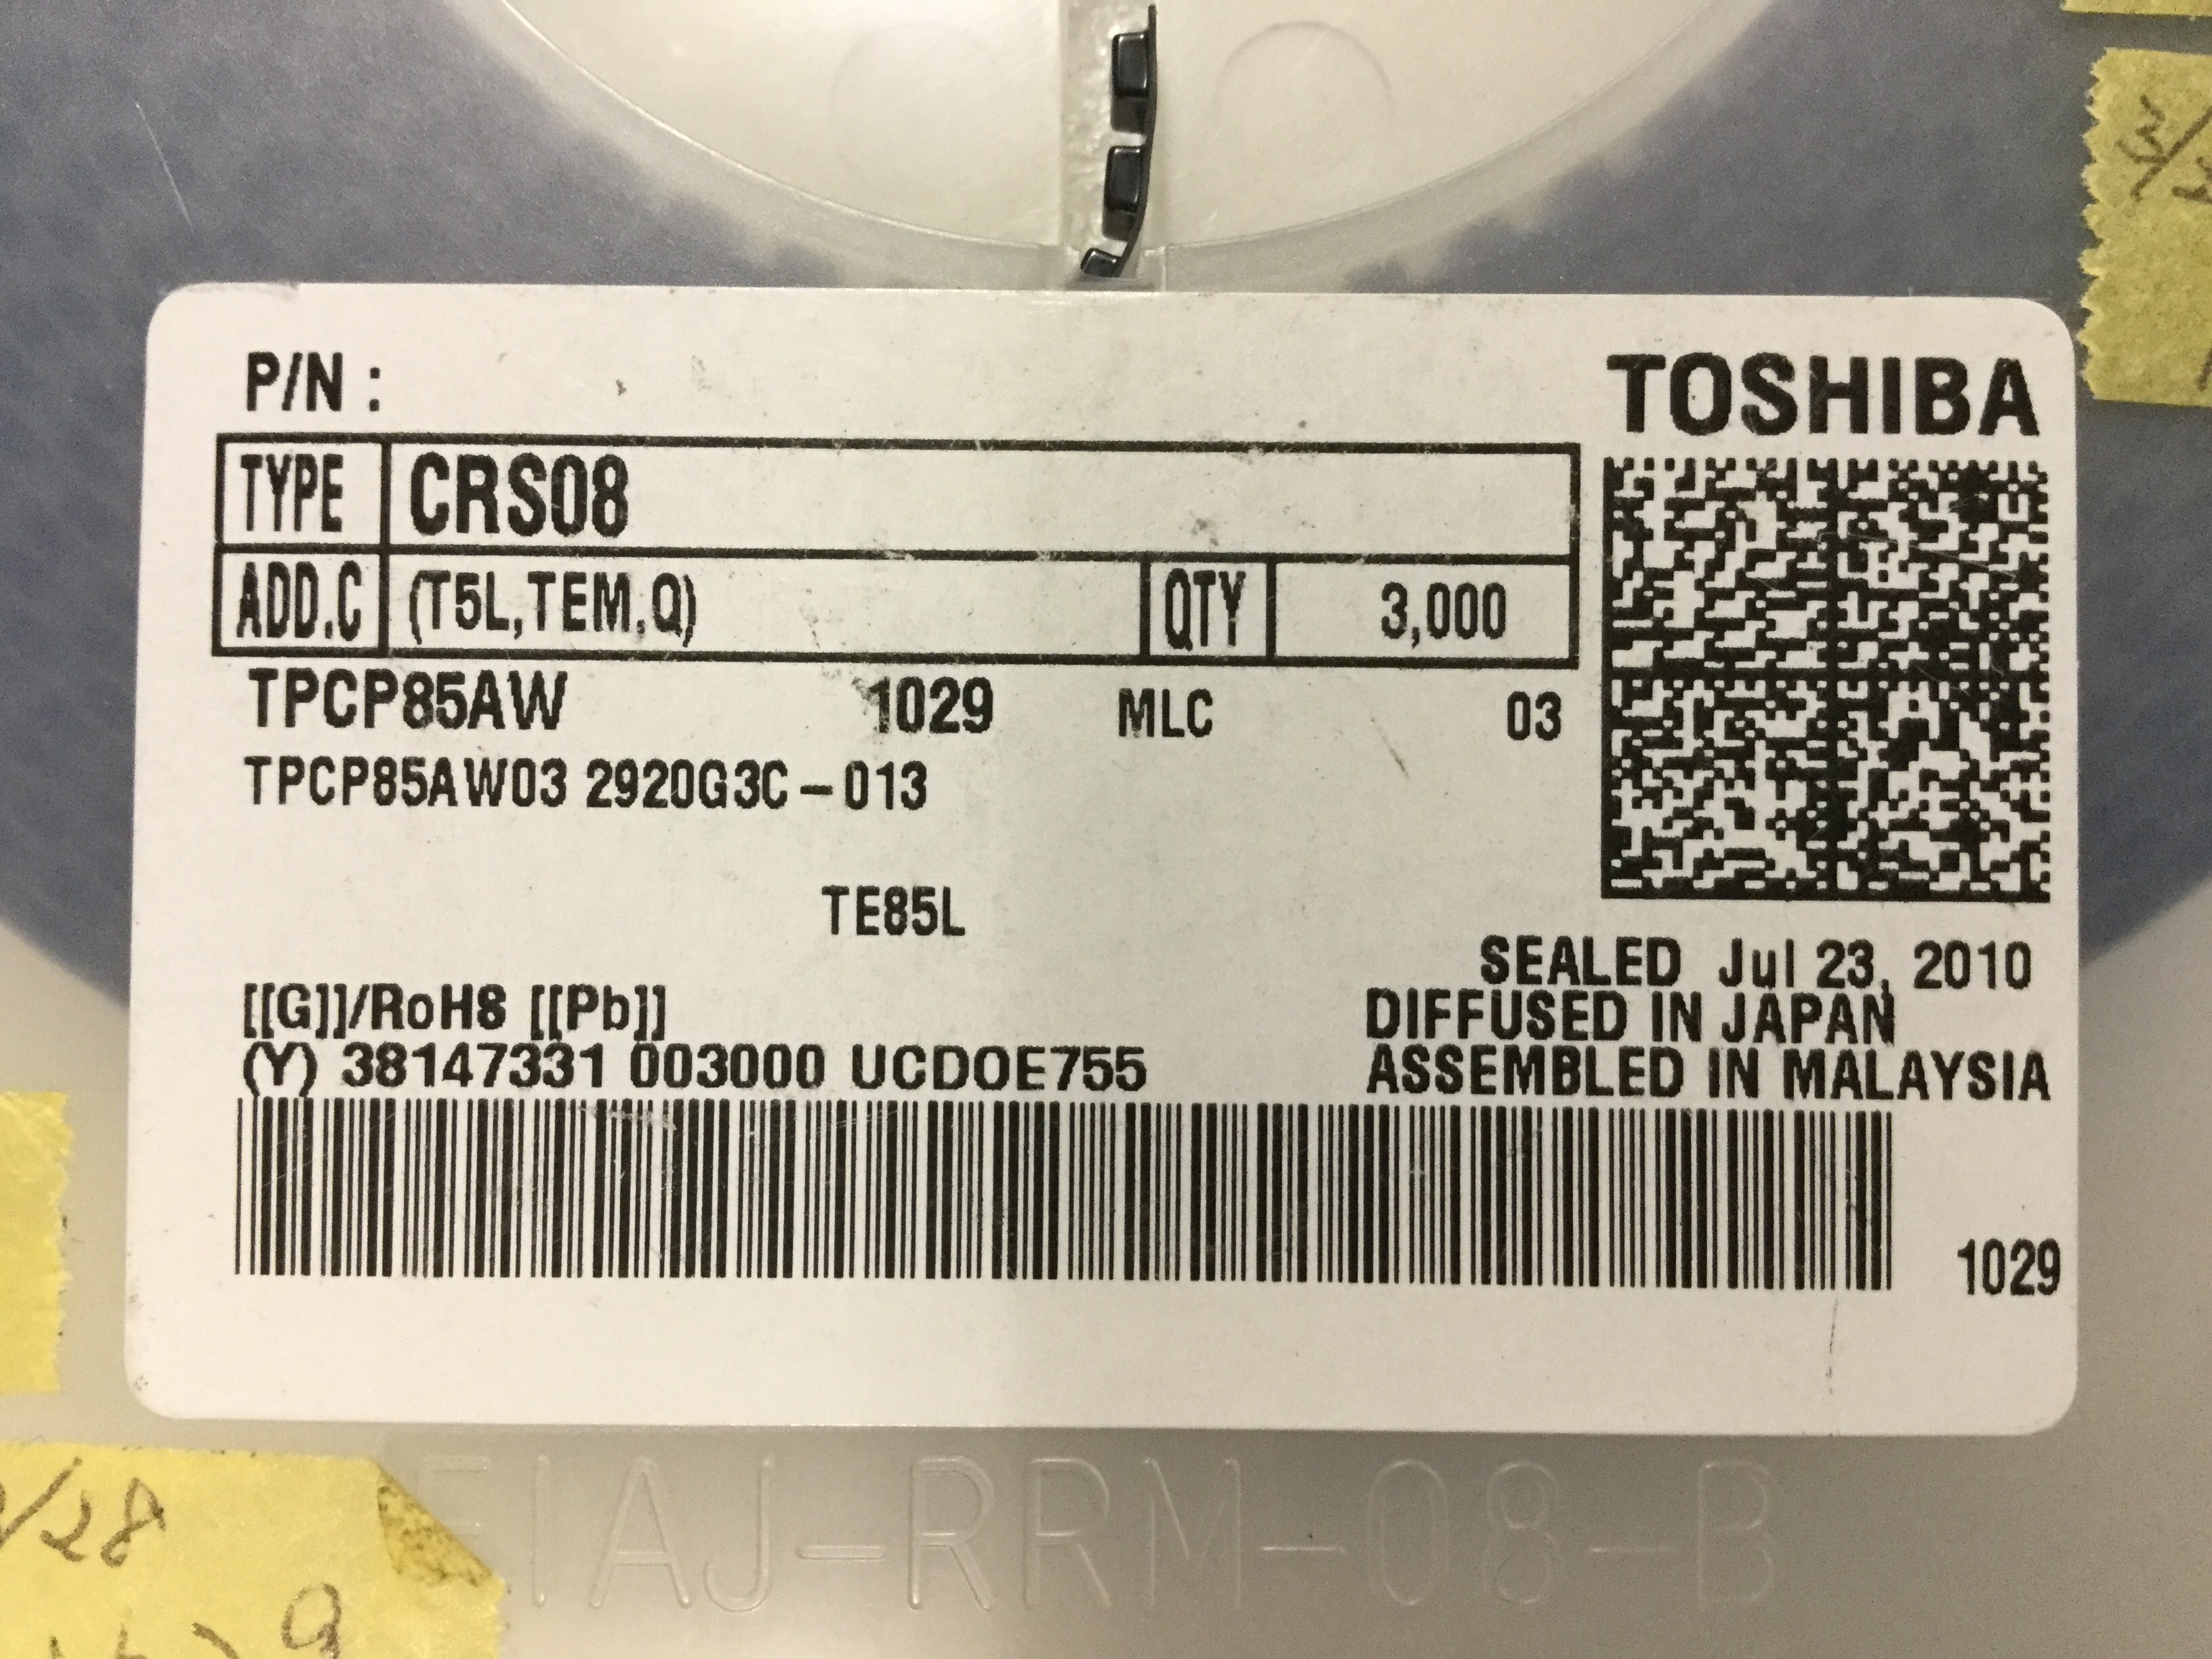 P/N :
TOSHIBA
TYPE CRS08
ADD.C (T5L,TEM,Q) QTY 3,000
TPCP85AW 1029 MLC 03
TPCP85AW03 2920G3C-013
TE85L
SEALED Jul 23, 2010
[[G]]/RoHS [[Pb]]
DIFFUSED IN JAPAN
(Y) 38147331 003000 UCDOE755
ASSEMBLED IN MALAYSIA
1029
EIAJ-RRM-08-B
/28